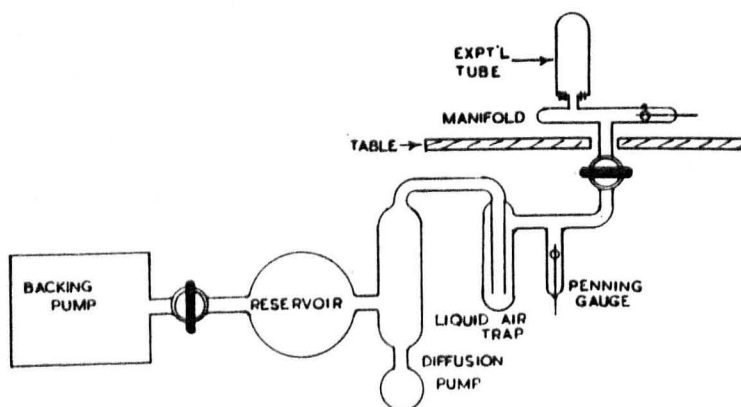 EXPT'L
TUBE
MANIFOLD
TABLE
BACKING
PUMP
RESERVOIR
LIQUID AIR
TRAP
PENNING
GAUGE
DIFFUSION
PUMP